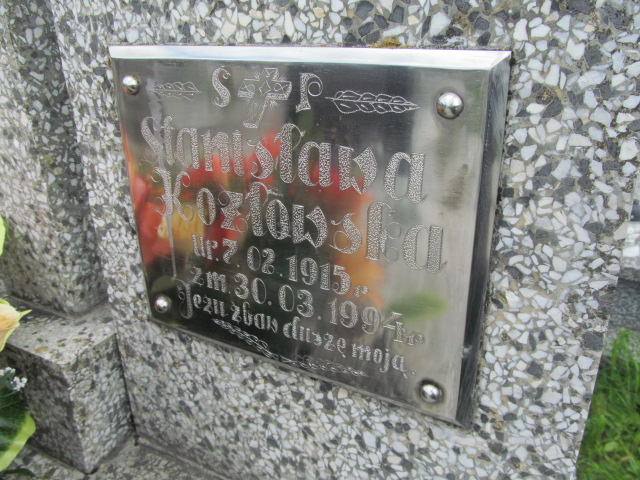 Ś P
Stanisława
Kozłowska
Ur. 7. 02. 1915 r
zm. 30. 03. 1994 r
Jezu zbaw duszę moją.